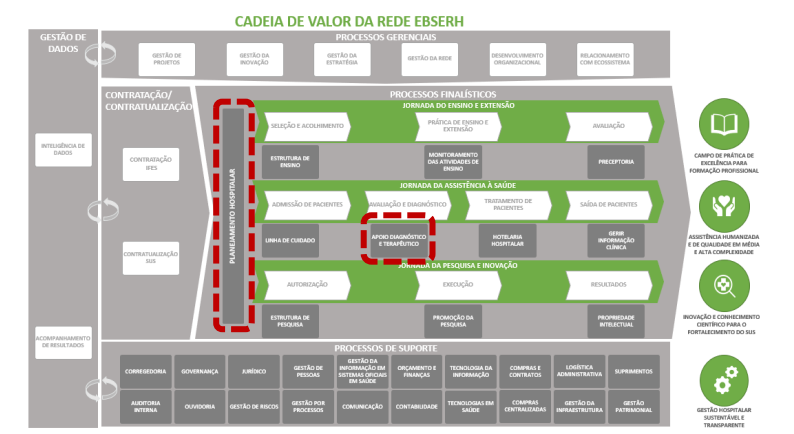 CADEIA DE VALOR DA REDE EBSERH
GESTÃO DE
DADOS
INTELIGÊNCIA DE
DADOS
ACOMPANHAMENTO
DE RESULTADOS
PROCESSOS GERENCIAIS
GESTÃO DE
PROJETOS
GESTÃO DA
INOVAÇÃO
GESTÃO DA
ESTRATÉGIA
GESTÃO DA REDE
DESENVOLVIMENTO
ORGANIZACIONAL
RELACIONAMENTO
COM ECOSSISTEMA
CONTRATAÇÃO/
CONTRATUALIZAÇÃO
CONTRATAÇÃO
IFES
CONTRATUALIZAÇÃO
SUS
PROCESSOS FINALÍSTICOS
PLANEJAMENTO HOSPITALAR
JORNADA DO ENSINO E EXTENSÃO
SELEÇÃO E ACOLHIMENTO
PRÁTICA DE ENSINO E
EXTENSÃO
AVALIAÇÃO
ESTRUTURA DE
ENSINO
MONITORAMENTO
DAS ATIVIDADES DE
ENSINO
PRECEPTORIA
JORNADA DA ASSISTÊNCIA À SAÚDE
ADMISSÃO DE PACIENTES
AVALIAÇÃO E DIAGNÓSTICO
TRATAMENTO DE
PACIENTES
SAÍDA DE PACIENTES
LINHA DE CUIDADO
APOIO DIAGNÓSTICO
E TERAPÊUTICO
HOTELARIA
HOSPITALAR
GERIR
INFORMAÇÃO
CLÍNICA
JORNADA DA PESQUISA E INOVAÇÃO
AUTORIZAÇÃO
EXECUÇÃO
RESULTADOS
ESTRUTURA DE
PESQUISA
PROMOÇÃO DA
PESQUISA
PROPRIEDADE
INTELECTUAL
PROCESSOS DE SUPORTE
CORREGEDORIA
GOVERNANÇA
JURÍDICO
GESTÃO DE
PESSOAS
GESTÃO DA
INFORMAÇÃO EM
SISTEMAS OFICIAIS
EM SAÚDE
ORÇAMENTO E
FINANÇAS
TECNOLOGIA DA
INFORMAÇÃO
COMPRAS E
CONTRATOS
LOGÍSTICA
ADMINISTRATIVA
SUPRIMENTOS
AUDITORIA
INTERNA
OUVIDORIA
GESTÃO DE RISCOS
GESTÃO POR
PROCESSOS
COMUNICAÇÃO
CONTABILIDADE
TECNOLOGIAS EM
SAÚDE
COMPRAS
CENTRALIZADAS
GESTÃO DA
INFRAESTRUTURA
GESTÃO
PATRIMONIAL
CAMPO DE PRÁTICA DE
EXCELÊNCIA PARA
FORMAÇÃO PROFISSIONAL
ASSISTÊNCIA HUMANIZADA
E DE QUALIDADE EM MÉDIA
E ALTA COMPLEXIDADE
INOVAÇÃO E CONHECIMENTO
CIENTÍFICO PARA O
FORTALECIMENTO DO SUS
GESTÃO HOSPITALAR
SUSTENTÁVEL E
TRANSPARENTE